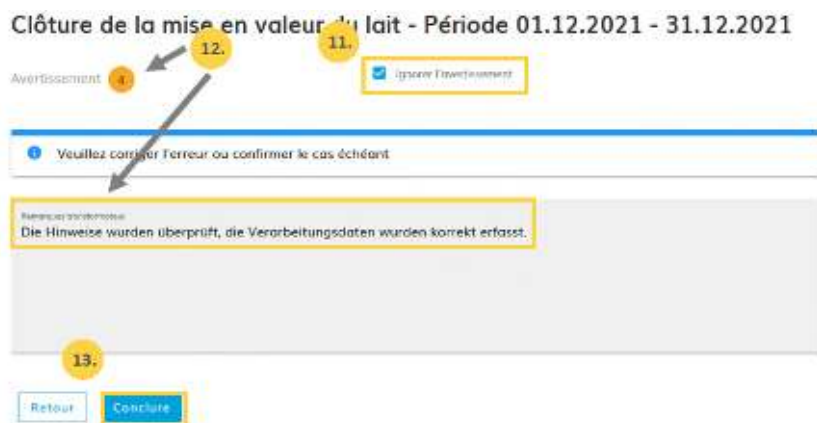 Clôture de la mise en valeur du lait - Période 01.12.2021 - 31.12.2021
12.
11.
Avertissement 4
Ignorer l'avertissement
Veuillez corriger l'erreur ou confirmer le cas échéant
Die Hinweise wurden überprüft, die Verarbeitungsdaten wurden korrekt erfasst.
13.
Retour Conclure